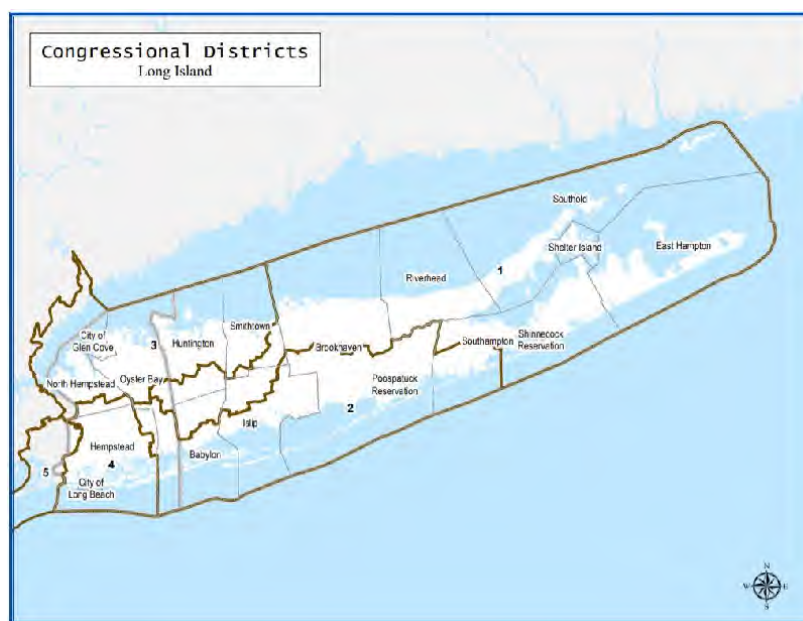 Congressional Districts
Long Island
Southold
1
Shelter Island
East Hampton
Riverhead
City of
Glen Cove
3
Huntington
Smithtown
Brookhaven
Southampton
Shinnecock
Reservation
North Hempstead
Oyster Bay
Poospatuck
Reservation
2
Islip
Hempstead
4
Babylon
5
City of
Long Beach
N
W
E
S